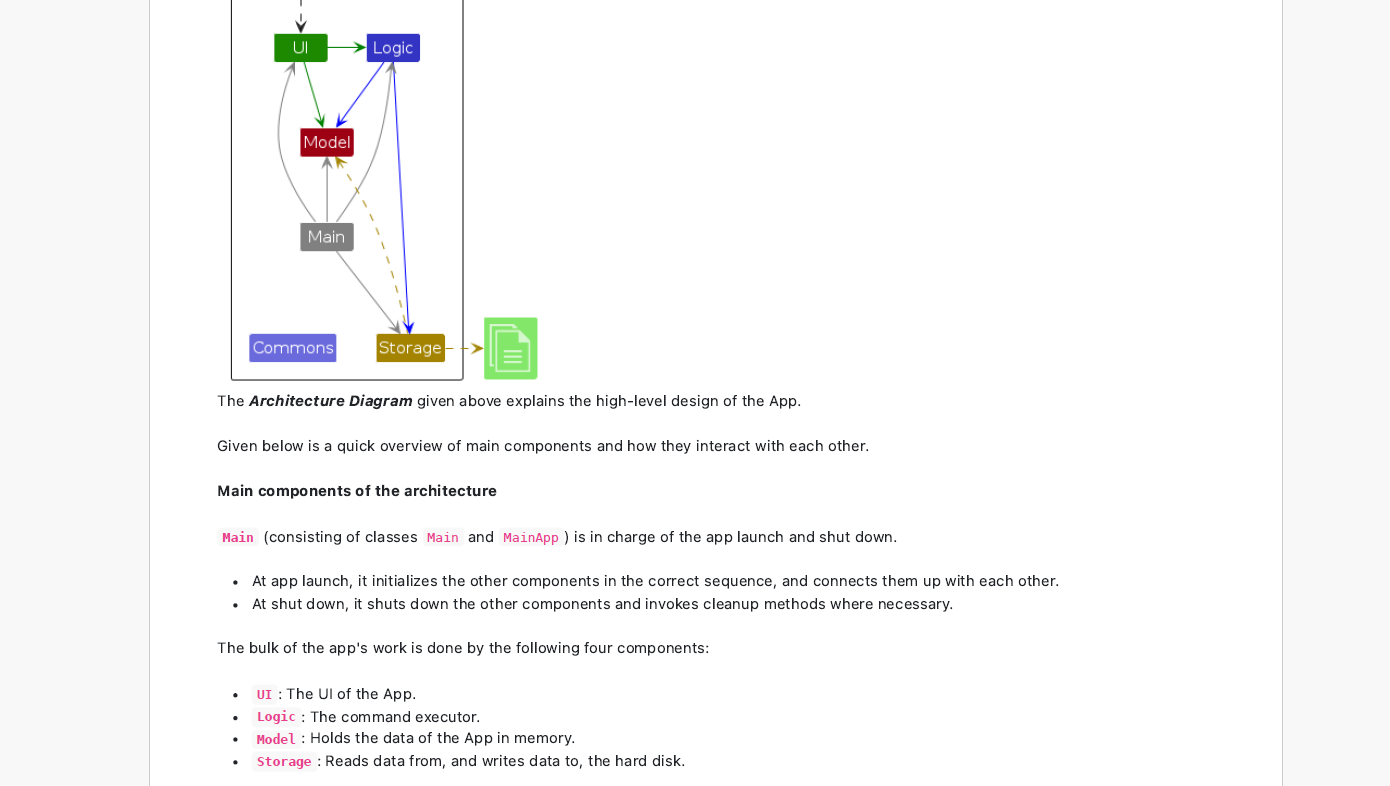 UI
Logic
Model
Main
Commons
Storage
The Architecture Diagram given above explains the high-level design of the App.
Given below is a quick overview of main components and how they interact with each other.
Main components of the architecture
Main (consisting of classes Main and MainApp) is in charge of the app launch and shut down.
At app launch, it initializes the other components in the correct sequence, and connects them up with each other.
At shut down, it shuts down the other components and invokes cleanup methods where necessary.
The bulk of the app's work is done by the following four components:
UI: The UI of the App.
Logic: The command executor.
Model: Holds the data of the App in memory.
Storage: Reads data from, and writes data to, the hard disk.